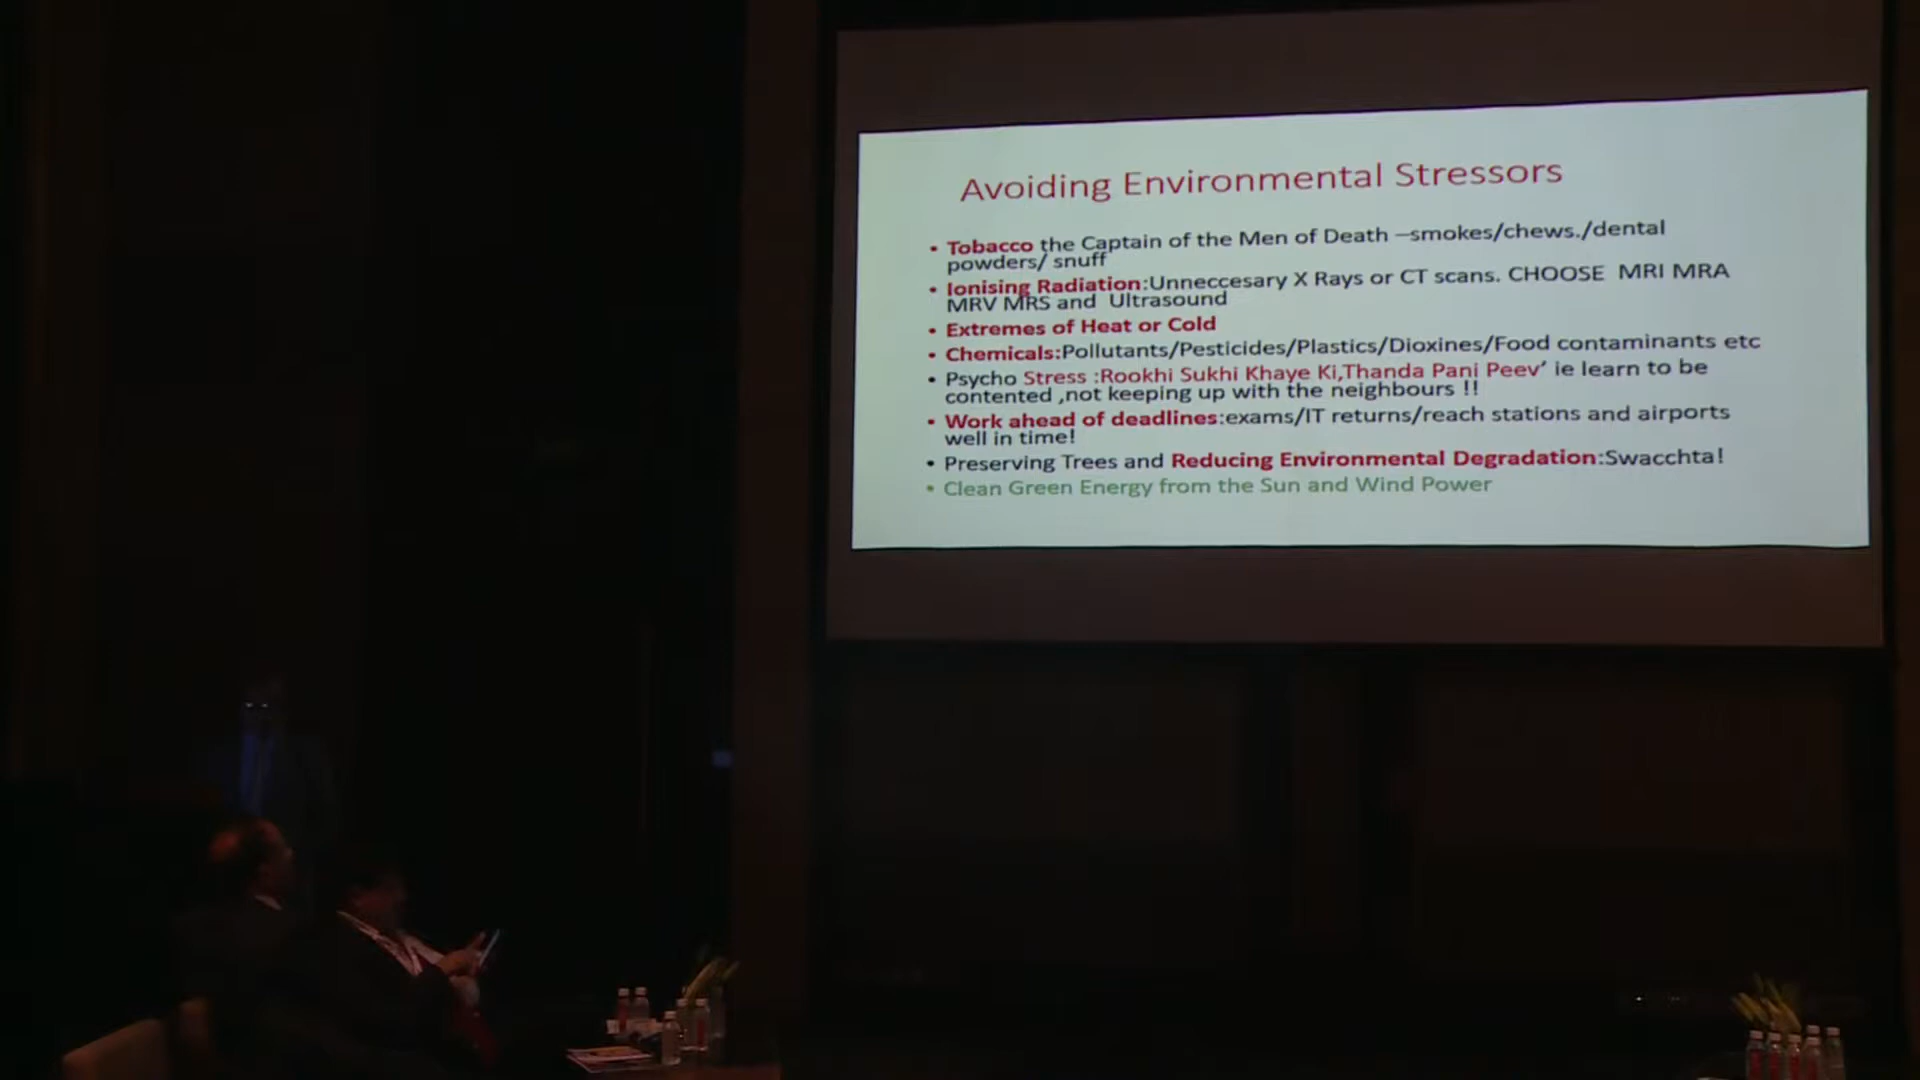 Avoiding Environmental Stressors
• Tobacco the Captain of the Men of Death –smokes/chews./dental
powders/ snuff
• Ionising Radiation:Unneccesary X Rays or CT scans. CHOOSE  MRI MRA
MRV MRS and  Ultrasound
• Extremes of Heat or Cold
• Chemicals:Pollutants/Pesticides/Plastics/Dioxines/Food contaminants etc
• Psycho Stress :Rookhi Sukhi Khaye Ki,Thanda Pani Peev’ ie learn to be
contented ,not keeping up with the neighbours !!
• Work ahead of deadlines:exams/IT returns/reach stations and airports
well in time!
• Preserving Trees and Reducing Environmental Degradation:Swacchta!
• Clean Green Energy from the Sun and Wind Power